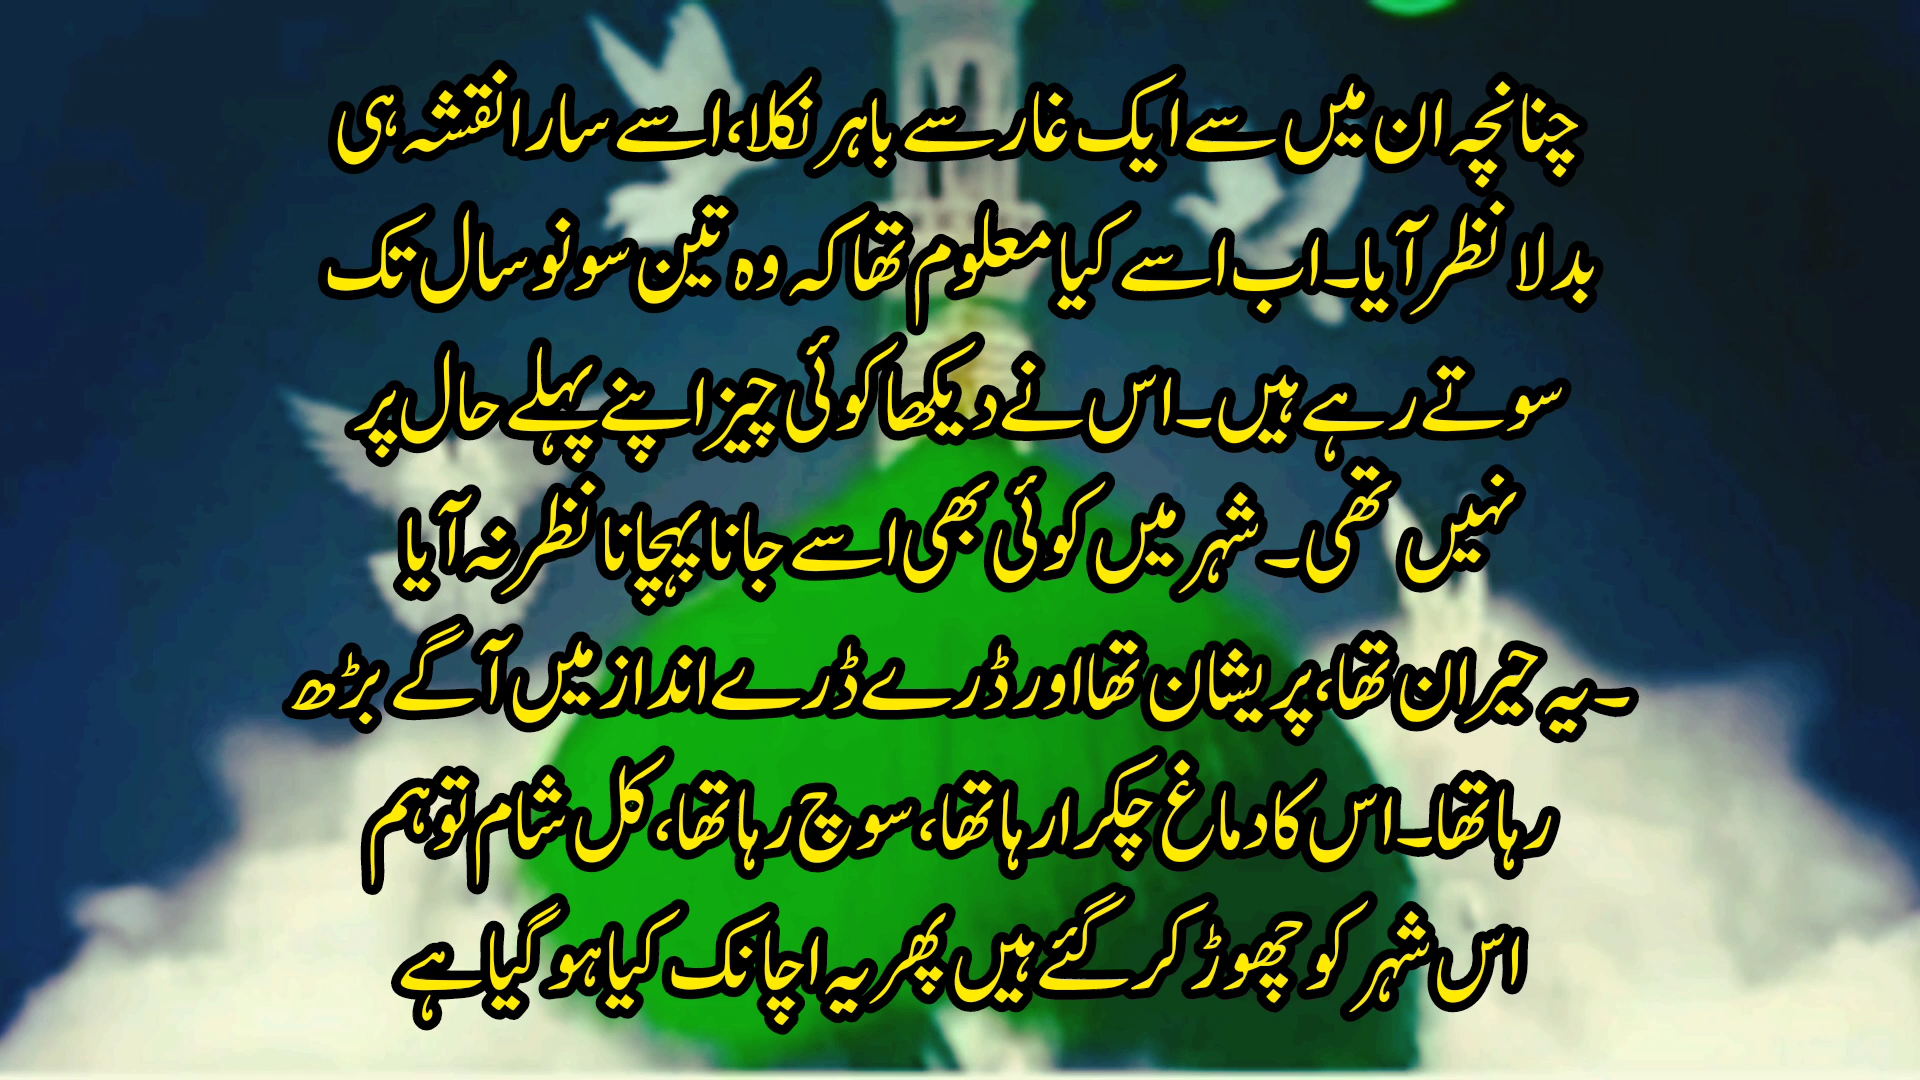 چنانچہ ان میں سے ایک غار سے باہر نکلا، اسے سارا نقشہ ہی
بدلا نظر آیا۔ اب اسے کیا معلوم تھا کہ وہ تین سو نو سال تک
سوتے رہے ہیں۔ اس نے دیکھا کوئی چیز اپنے پہلے حال پر
نہیں تھی۔ شہر میں کوئی بھی اسے جانا پہچانا نظر نہ آیا
۔ یہ حیران تھا، پریشان تھا اور ڈرے ڈرے انداز میں آگے بڑھ
رہا تھا۔ اس کا دماغ چکرا رہا تھا، سوچ رہا تھا، کل شام تو ہم
اس شہر کو چھوڑ کر گئے ہیں پھر یہ اچانک کیا ہو گیا ہے